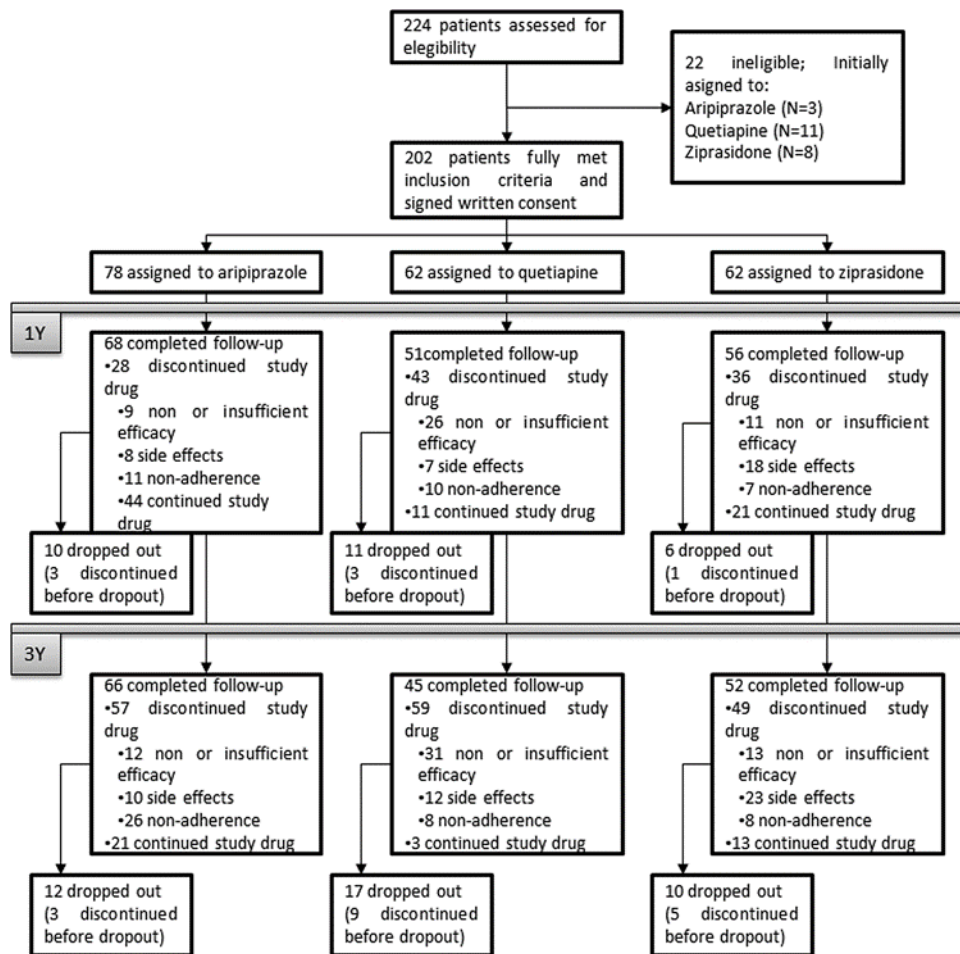 224 patients assessed for
elegibility
22 ineligible; Initially
asigned to:
Aripiprazole (N=3)
Quetiapine (N=11)
Ziprasidone (N=8)
202 patients fully met
inclusion criteria and
signed written consent
78 assigned to aripiprazole
62 assigned to quetiapine
62 assigned to ziprasidone
1Y
68 completed follow-up
•28 discontinued study
drug
•9 non or insufficient
efficacy
•8 side effects
•11 non-adherence
•44 continued study
drug
10 dropped out
(3 discontinued
before dropout)
51completed follow-up
•43 discontinued study
drug
•26 non or insufficient
efficacy
•7 side effects
•10 non-adherence
•11 continued study drug
11 dropped out
(3 discontinued
before dropout)
56 completed follow-up
•36 discontinued study
drug
•11 non or insufficient
efficacy
•18 side effects
•7 non-adherence
•21 continued study drug
6 dropped out
(1 discontinued
before dropout)
3Y
66 completed follow-up
•57 discontinued study
drug
•12 non or insufficient
efficacy
•10 side effects
•26 non-adherence
•21 continued study drug
12 dropped out
(3 discontinued
before dropout)
45 completed follow-up
•59 discontinued study
drug
•31 non or insufficient
efficacy
•12 side effects
•8 non-adherence
•3 continued study drug
17 dropped out
(9 discontinued
before dropout)
52 completed follow-up
•49 discontinued study
drug
•13 non or insufficient
efficacy
•23 side effects
•8 non-adherence
•13 continued study drug
10 dropped out
(5 discontinued
before dropout)